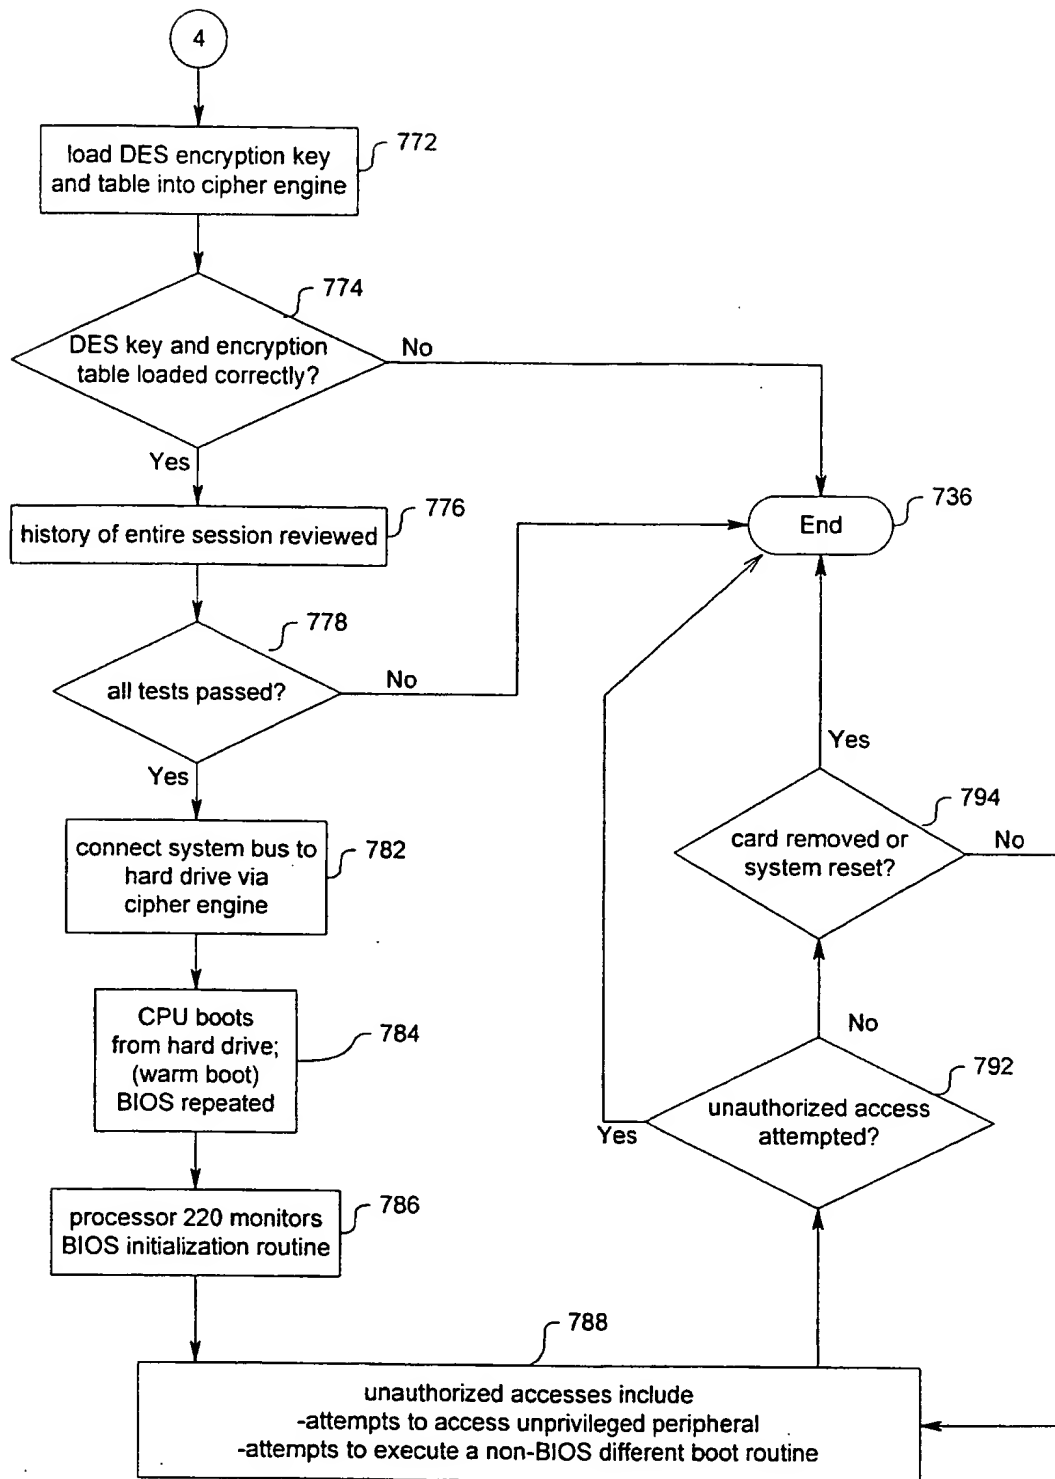 4
load DES encryption key
and table into cipher engine
772
774
DES key and encryption
table loaded correctly?
No
Yes
history of entire session reviewed
776
End
736
778
all tests passed?
No
Yes
connect system bus to
hard drive via
cipher engine
782
CPU boots
from hard drive;
(warm boot)
BIOS repeated
784
processor 220 monitors
BIOS initialization routine
786
788
unauthorized accesses include
-attempts to access unprivileged peripheral
-attempts to execute a non-BIOS different boot routine
792
unauthorized access
attempted?
Yes
No
794
card removed or
system reset?
No
Yes